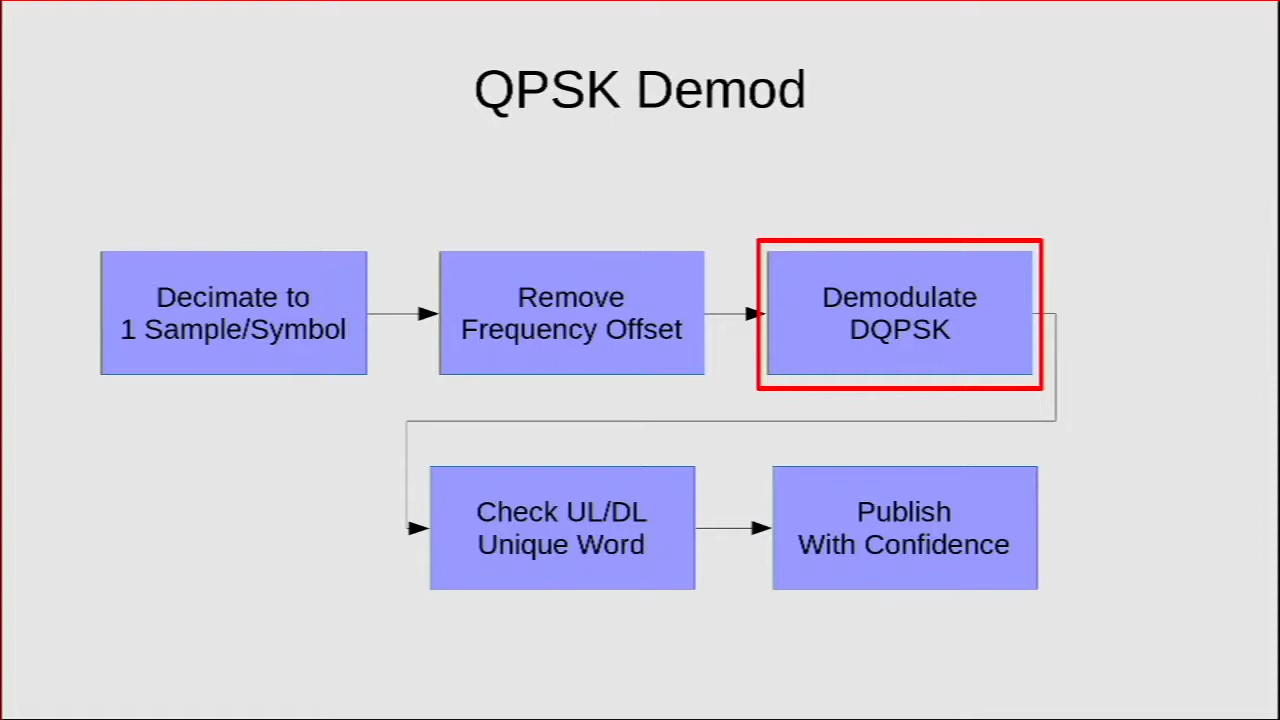 QPSK Demod
Decimate to
1 Sample/Symbol
Remove
Frequency Offset
Demodulate
DQPSK
Check UL/DL
Unique Word
Publish
With Confidence